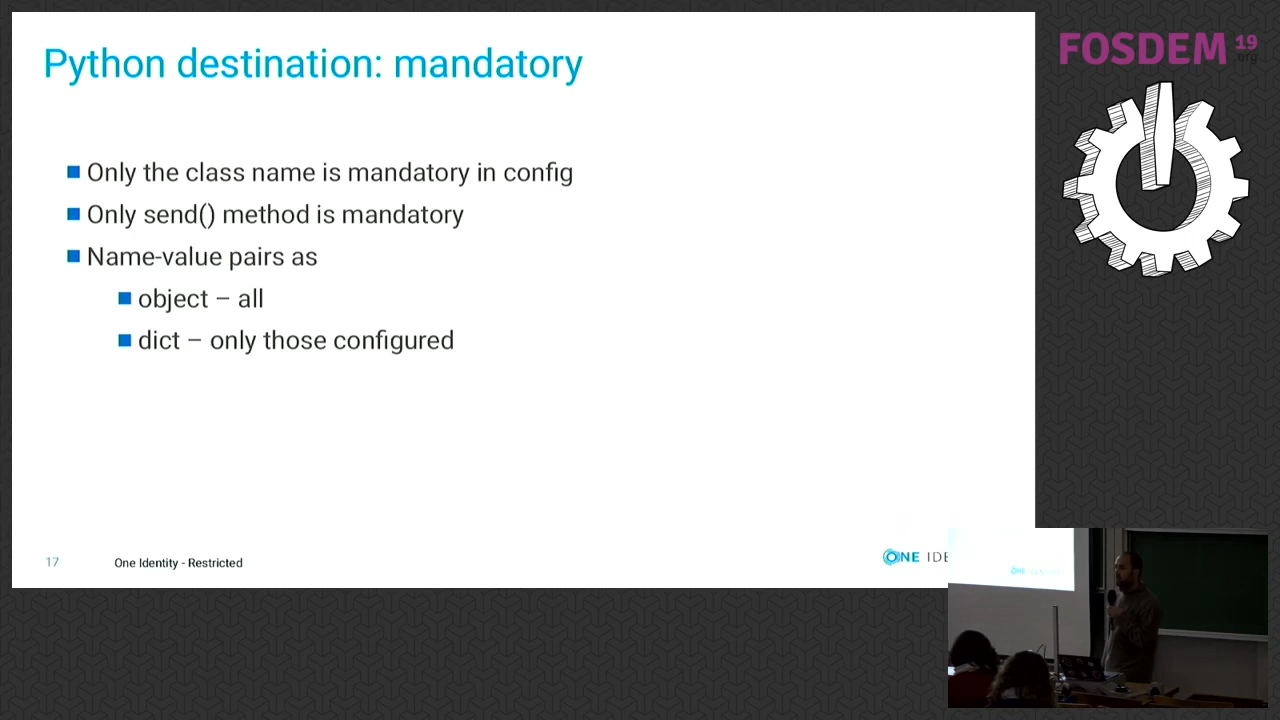 Python destination: mandatory
Only the class name is mandatory in config
Only send() method is mandatory
Name-value pairs as
object – all
dict – only those configured
17
One Identity - Restricted
ONE IDE
FOSDEM 19
.org